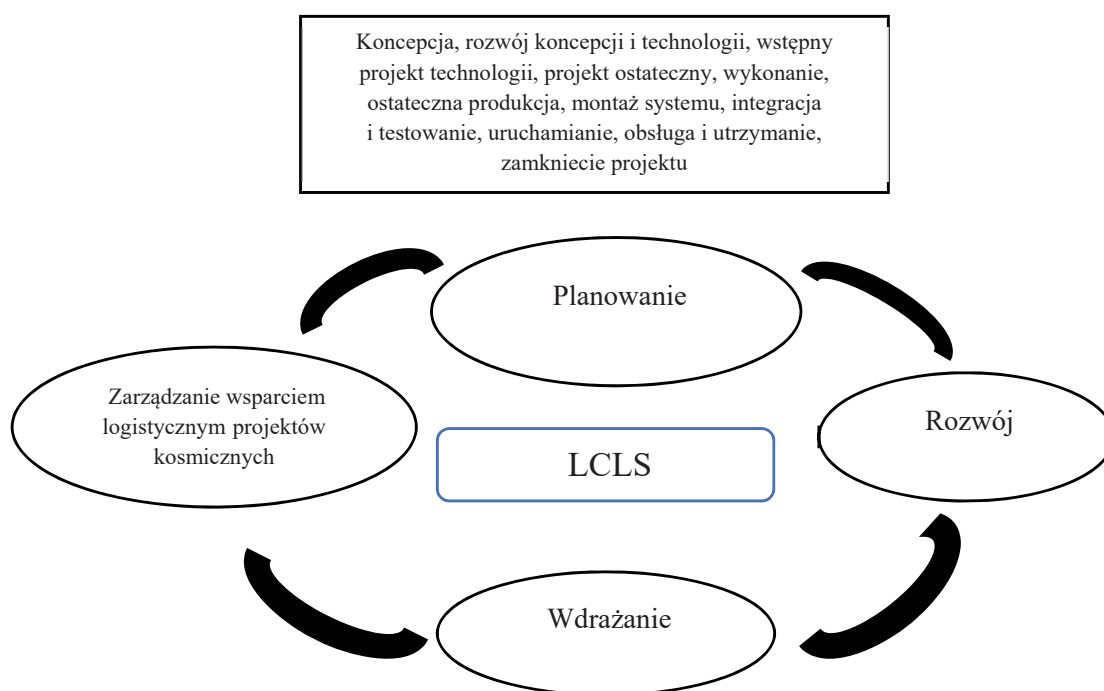 Koncepcja, rozwój koncepcji i technologii, wstępny
projekt technologii, projekt ostateczny, wykonanie,
ostateczna produkcja, montaż systemu, integracja
i testowanie, uruchamianie, obsługa i utrzymanie,
zamkniecie projektu
Planowanie
Zarządzanie wsparciem
logistycznym projektów
kosmicznych
Rozwój
LCLS
Wdrażanie